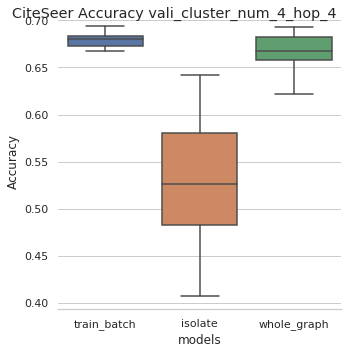 CiteSeer Accuracy vali_cluster_num_4_hop_4
0.70
0.65
0.60
0.55
0.50
0.45
0.40
Accuracy
train_batch
isolate
whole_graph
models